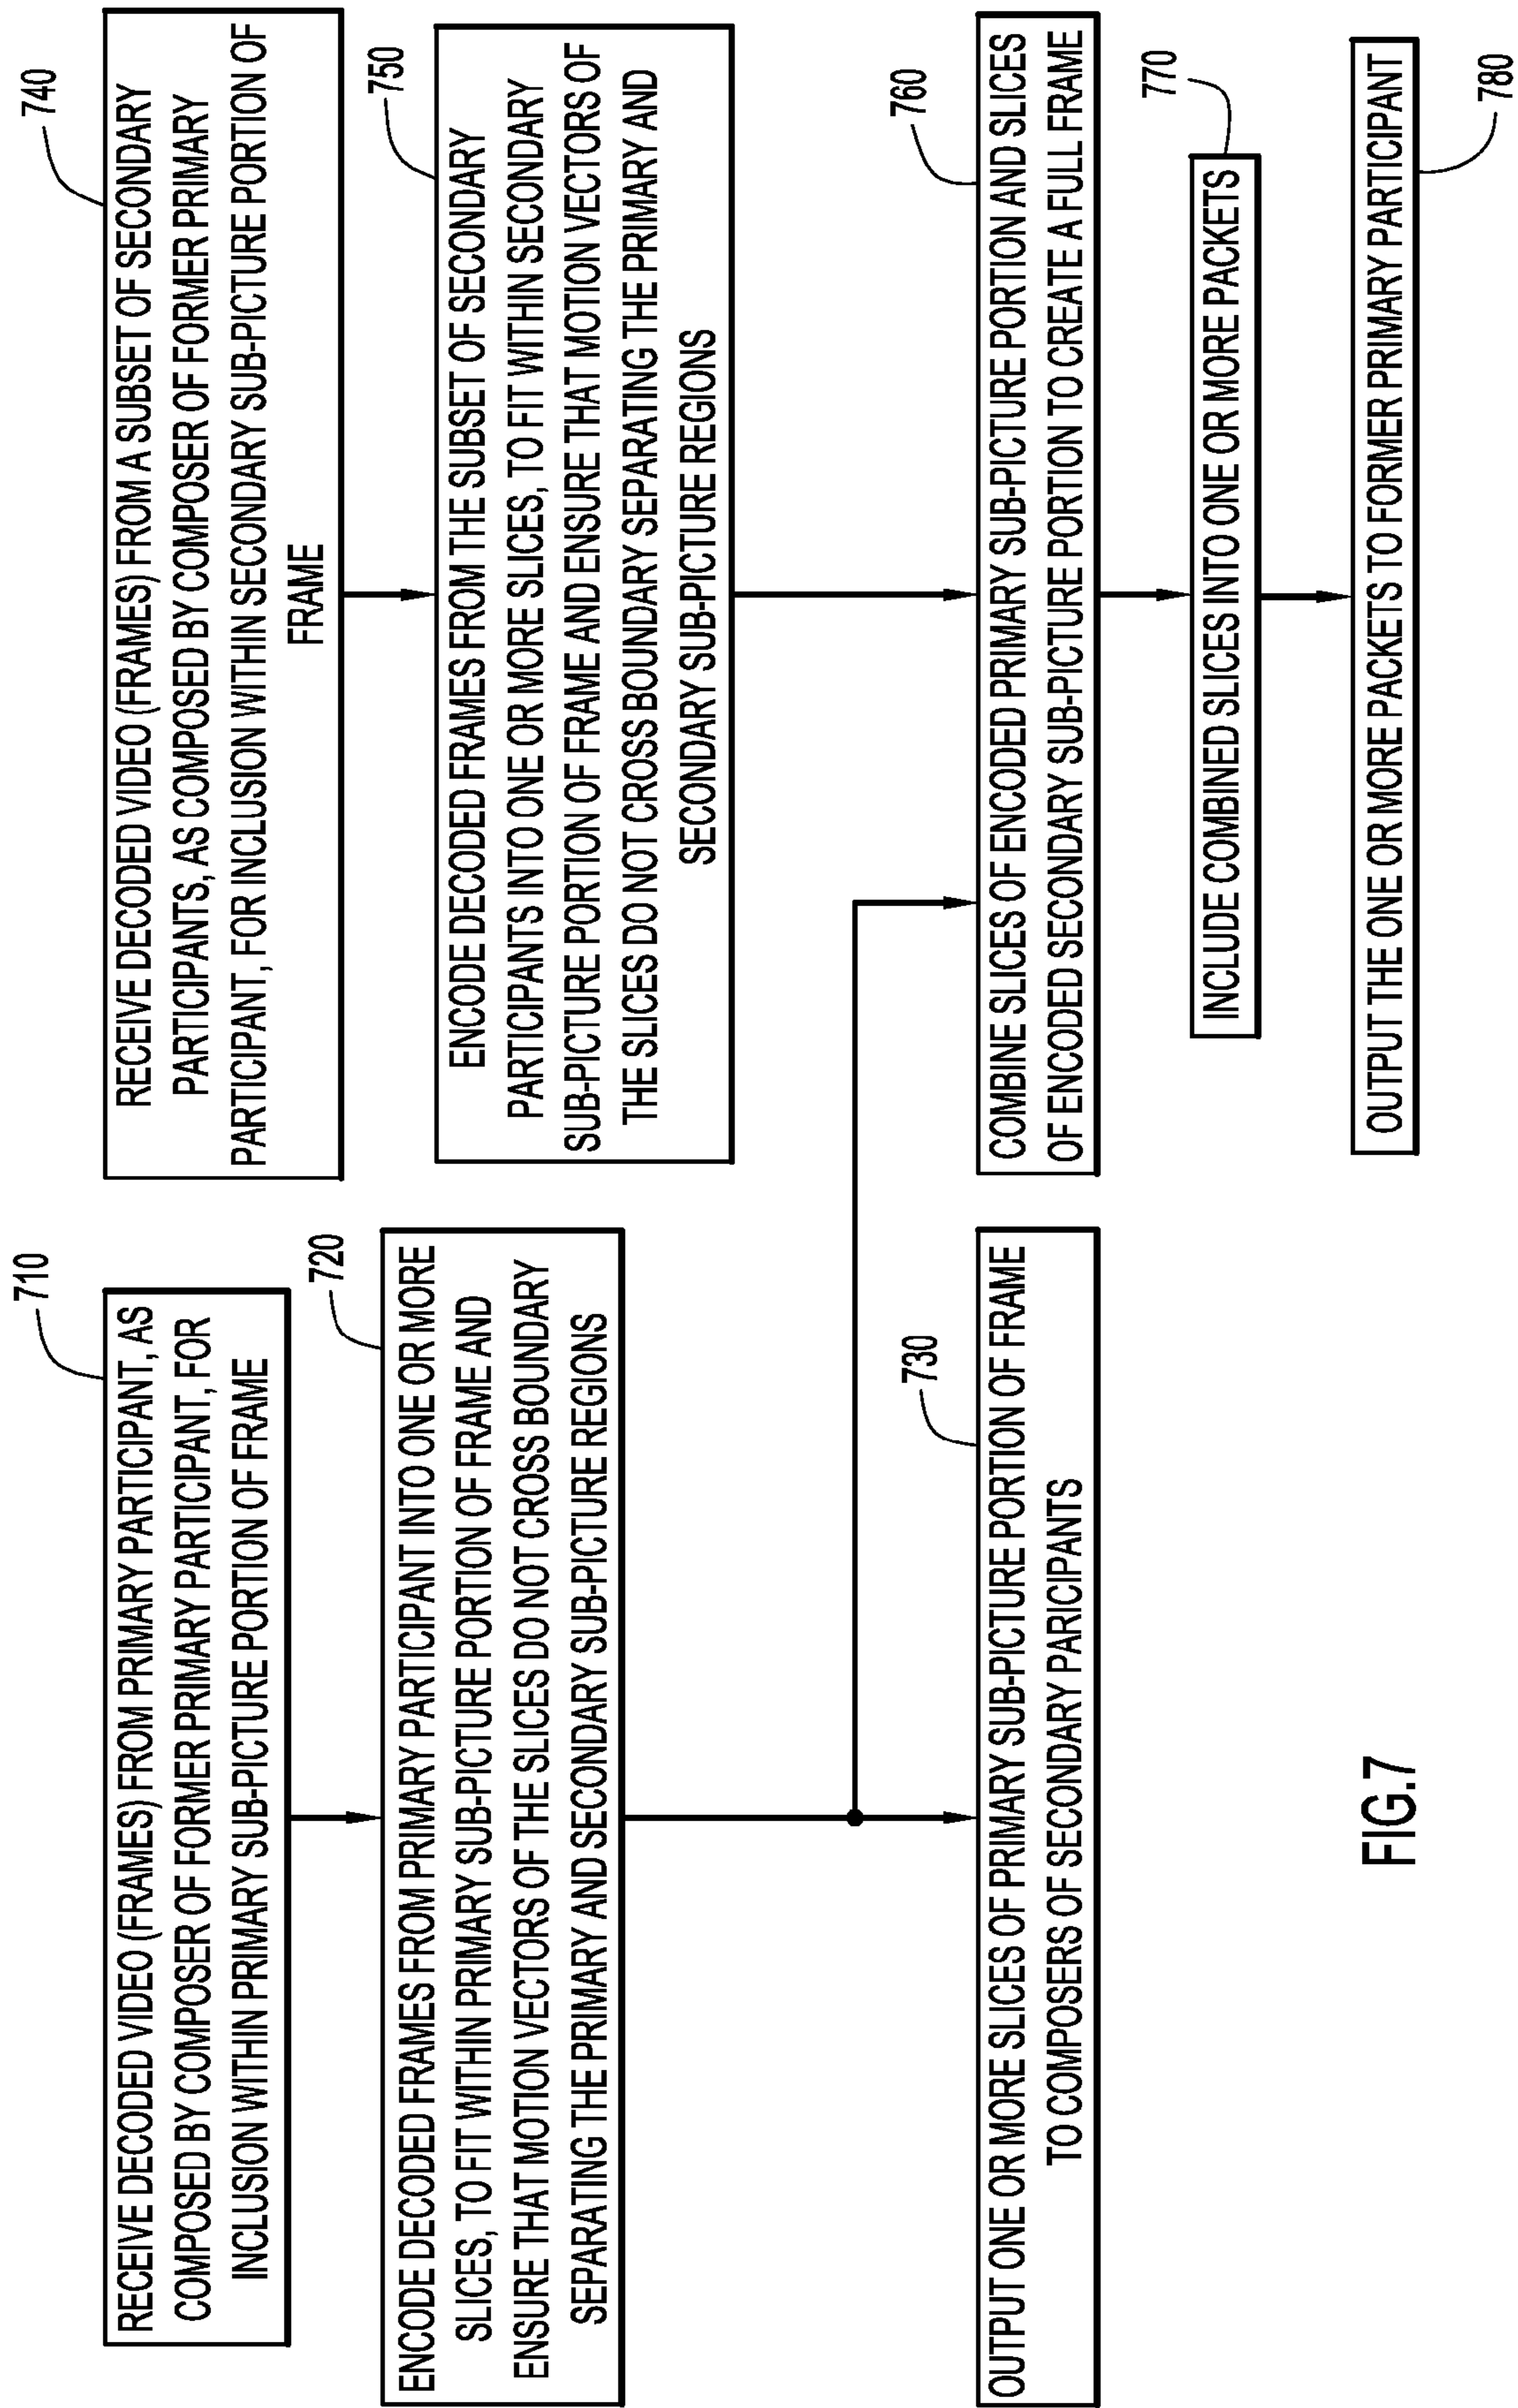 710
RECEIVE DECODED VIDEO (FRAMES) FROM PRIMARY PARTICIPANT, AS
COMPOSED BY COMPOSER OF FORMER PRIMARY PARTICIPANT, FOR
INCLUSION WITHIN PRIMARY SUB-PICTURE PORTION OF FRAME
720
ENCODE DECODED FRAMES FROM PRIMARY PARTICIPANT INTO ONE OR MORE
SLICES, TO FIT WITHIN PRIMARY SUB-PICTURE PORTION OF FRAME AND
ENSURE THAT MOTION VECTORS OF THE SLICES DO NOT CROSS BOUNDARY
SEPARATING THE PRIMARY AND SECONDARY SUB-PICTURE REGIONS
730
OUTPUT ONE OR MORE SLICES OF PRIMARY SUB-PICTURE PORTION OF FRAME
TO COMPOSERS OF SECONDARY PARICIPANTS
740
RECEIVE DECODED VIDEO (FRAMES) FROM A SUBSET OF SECONDARY
PARTICIPANTS, AS COMPOSED BY COMPOSER OF FORMER PRIMARY
PARTICIPANT, FOR INCLUSION WITHIN SECONDARY SUB-PICTURE PORTION OF
FRAME
750
ENCODE DECODED FRAMES FROM THE SUBSET OF SECONDARY
PARTICIPANTS INTO ONE OR MORE SLICES, TO FIT WITHIN SECONDARY
SUB-PICTURE PORTION OF FRAME AND ENSURE THAT MOTION VECTORS OF
THE SLICES DO NOT CROSS BOUNDARY SEPARATING THE PRIMARY AND
SECONDARY SUB-PICTURE REGIONS
760
COMBINE SLICES OF ENCODED PRIMARY SUB-PICTURE PORTION AND SLICES
OF ENCODED SECONDARY SUB-PICTURE PORTION TO CREATE A FULL FRAME
770
INCLUDE COMBINED SLICES INTO ONE OR MORE PACKETS
780
OUTPUT THE ONE OR MORE PACKETS TO FORMER PRIMARY PARTICIPANT
FIG.7